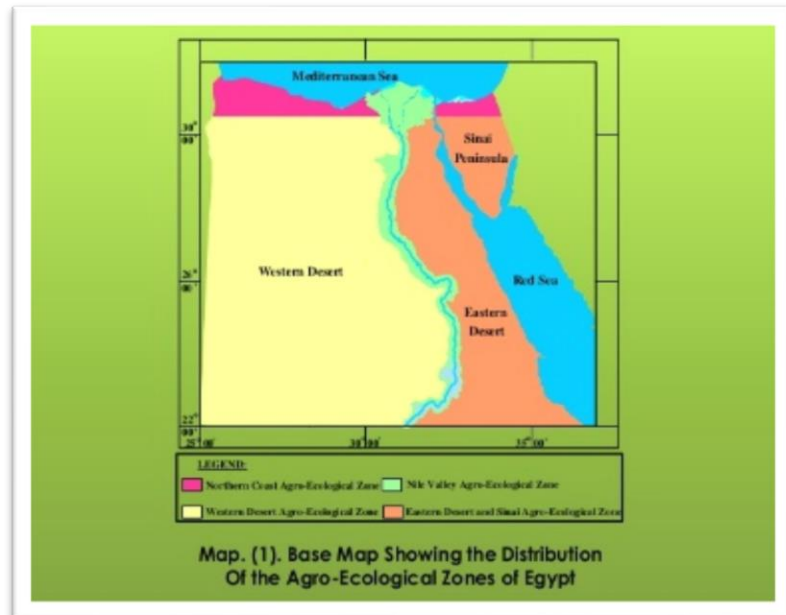 Mediterranean Sea
30°
00'
Sinai
Peninsula
Western Desert
26°
00'
Red Sea
Eastern
Desert
22°
00'
25°00'
30°00'
35°00'
LEGEND:
Northern Coast Agro-Ecological Zone
Nile Valley Agro-Ecological Zone
Western Desert Agro-Ecological Zone
Eastern Desert and Sinai Agro-Ecological Zone
Map. (1). Base Map Showing the Distribution
Of the Agro-Ecological Zones of Egypt